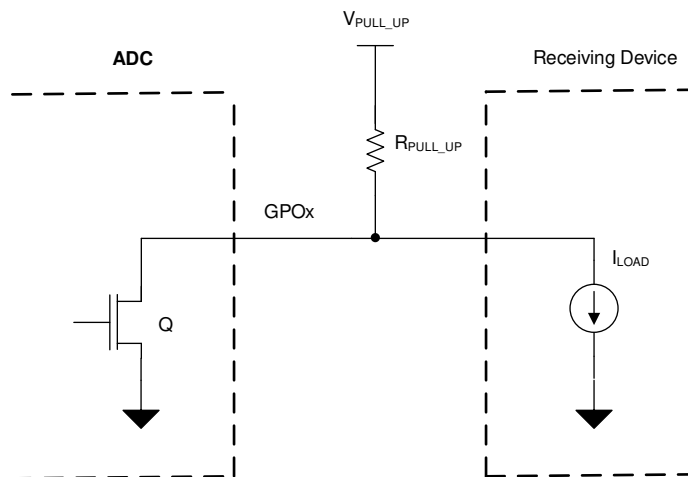 VPULL_UP
ADC
Receiving Device
RPULL_UP
GPOx
ILOAD
Q